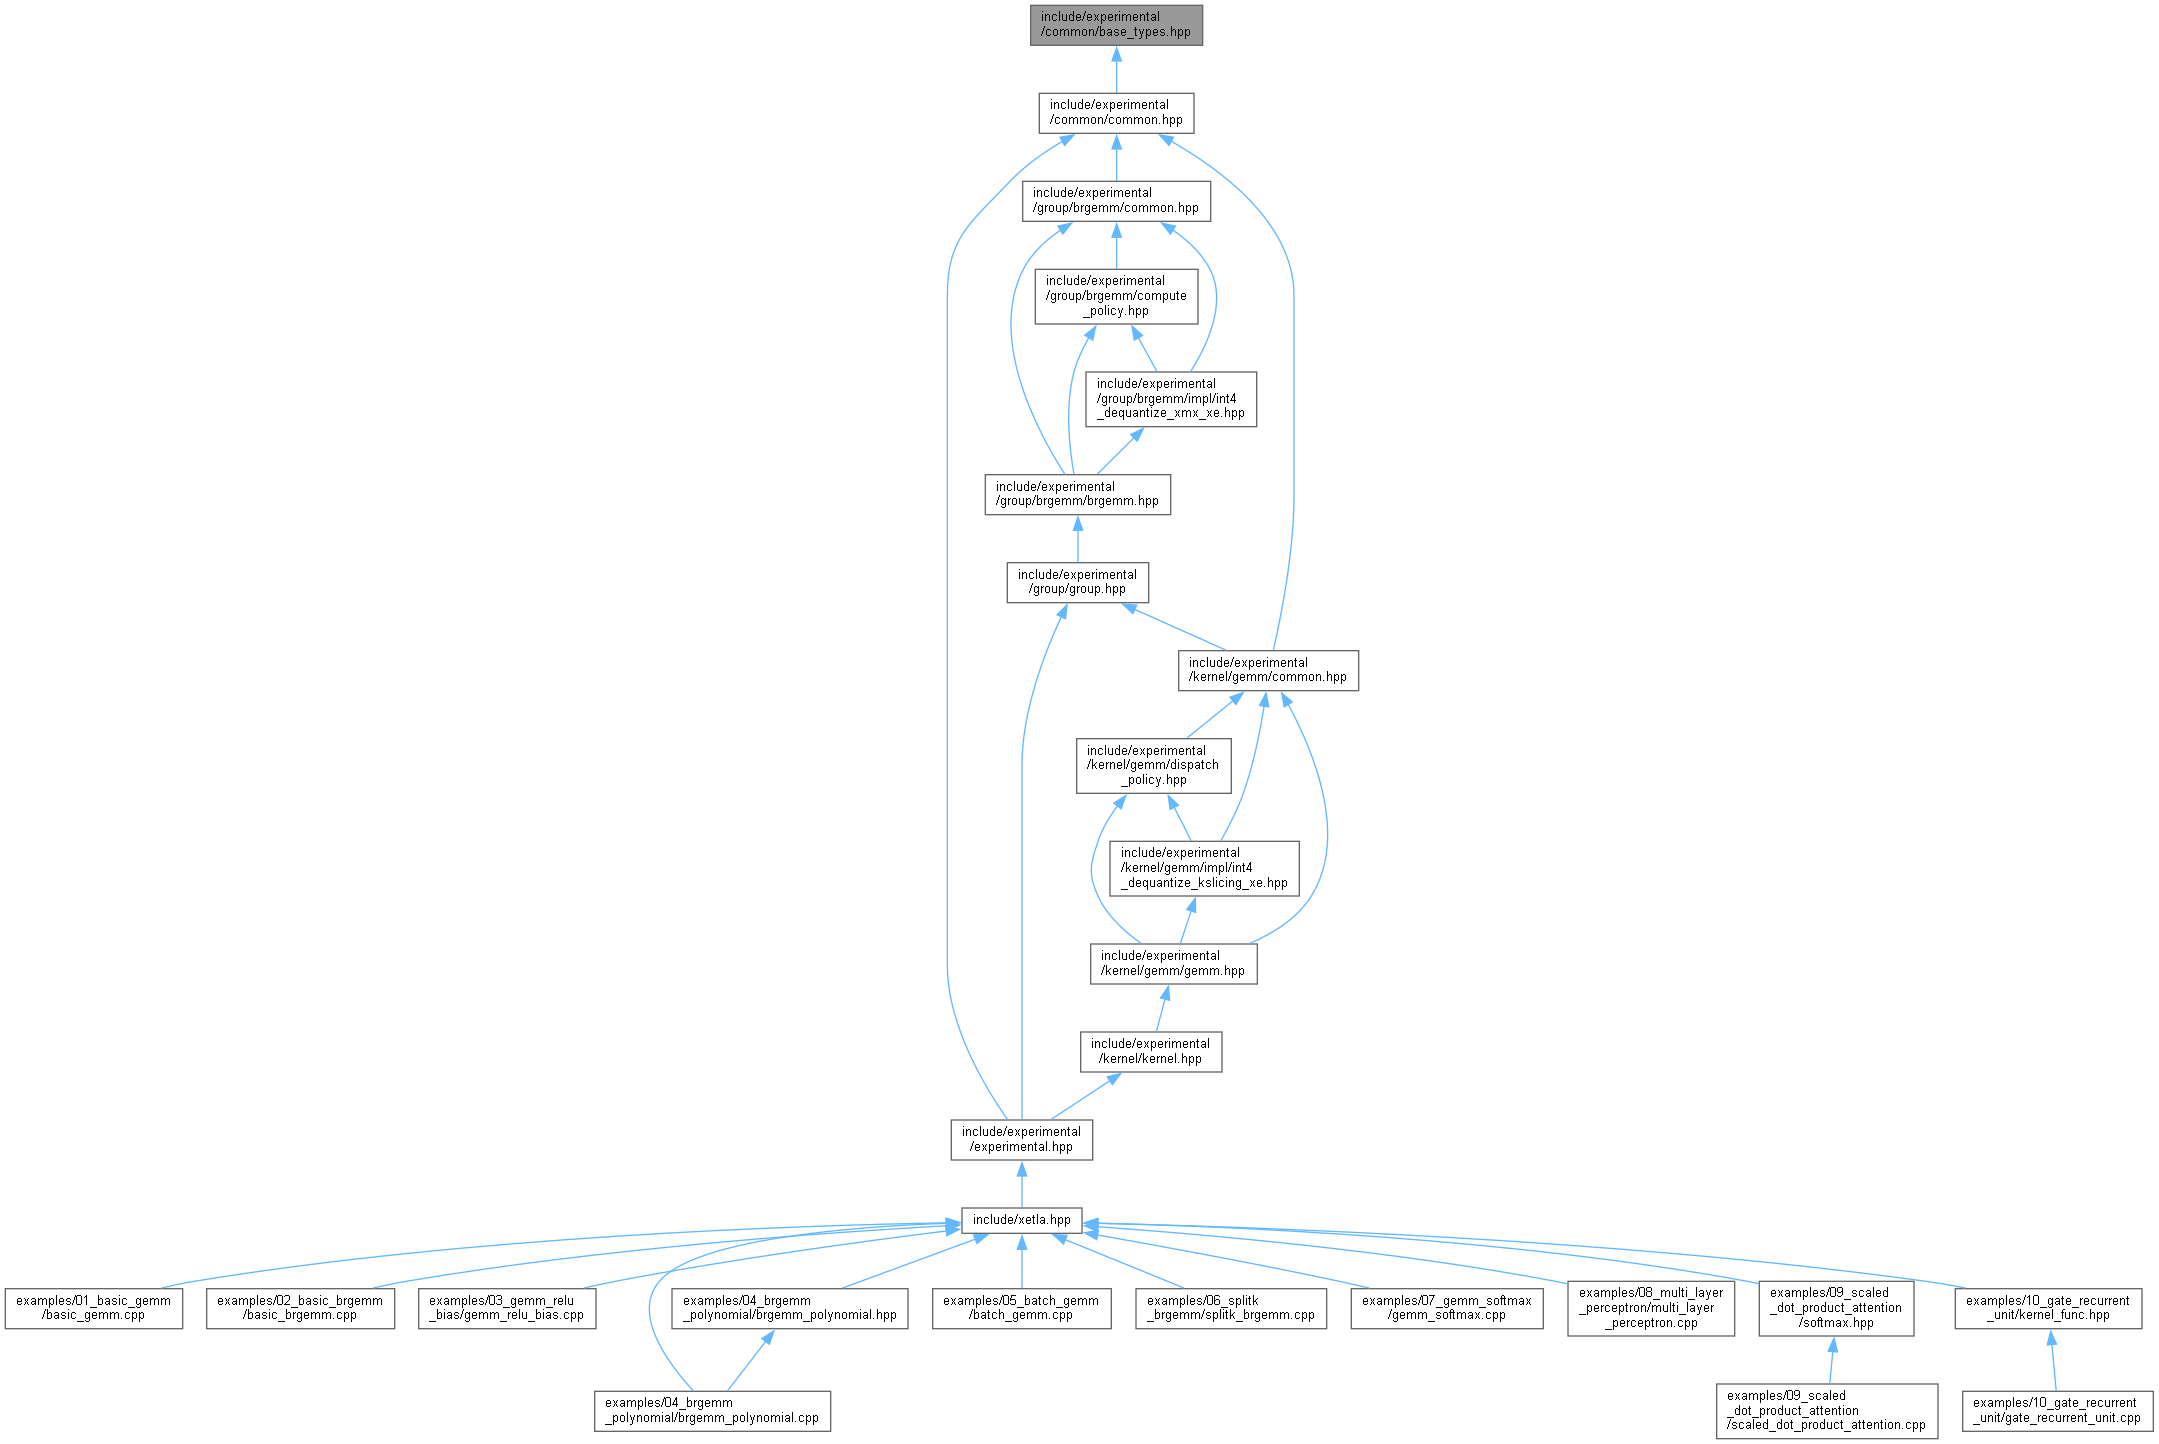 include/experimental
/common/base_types.hpp
include/experimental
/common/common.hpp
include/experimental
/group/brgemm/common.hpp
include/experimental
/group/brgemm/compute
_policy.hpp
include/experimental
/group/brgemm/impl/int4
_dequantize_xmx_xe.hpp
include/experimental
/group/brgemm/brgemm.hpp
include/experimental
/group/group.hpp
include/experimental
/kernel/gemm/common.hpp
include/experimental
/kernel/gemm/dispatch
_policy.hpp
include/experimental
/kernel/gemm/impl/int4
_dequantize_kslicing_xe.hpp
include/experimental
/kernel/gemm/gemm.hpp
include/experimental
/kernel/kernel.hpp
include/experimental
/experimental.hpp
include/xetla.hpp
examples/01_basic_gemm
/basic_gemm.cpp
examples/02_basic_brgemm
/basic_brgemm.cpp
examples/03_gemm_relu
_bias/gemm_relu_bias.cpp
examples/04_brgemm
_polynomial/brgemm_polynomial.hpp
examples/05_batch_gemm
/batch_gemm.cpp
examples/06_splitk
_brgemm/splitk_brgemm.cpp
examples/07_gemm_softmax
/gemm_softmax.cpp
examples/08_multi_layer
_perceptron/multi_layer
_perceptron.cpp
examples/09_scaled
_dot_product_attention
/softmax.hpp
examples/10_gate_recurrent
_unit/kernel_func.hpp
examples/04_brgemm
_polynomial/brgemm_polynomial.cpp
examples/09_scaled
_dot_product_attention
/scaled_dot_product_attention.cpp
examples/10_gate_recurrent
_unit/gate_recurrent_unit.cpp